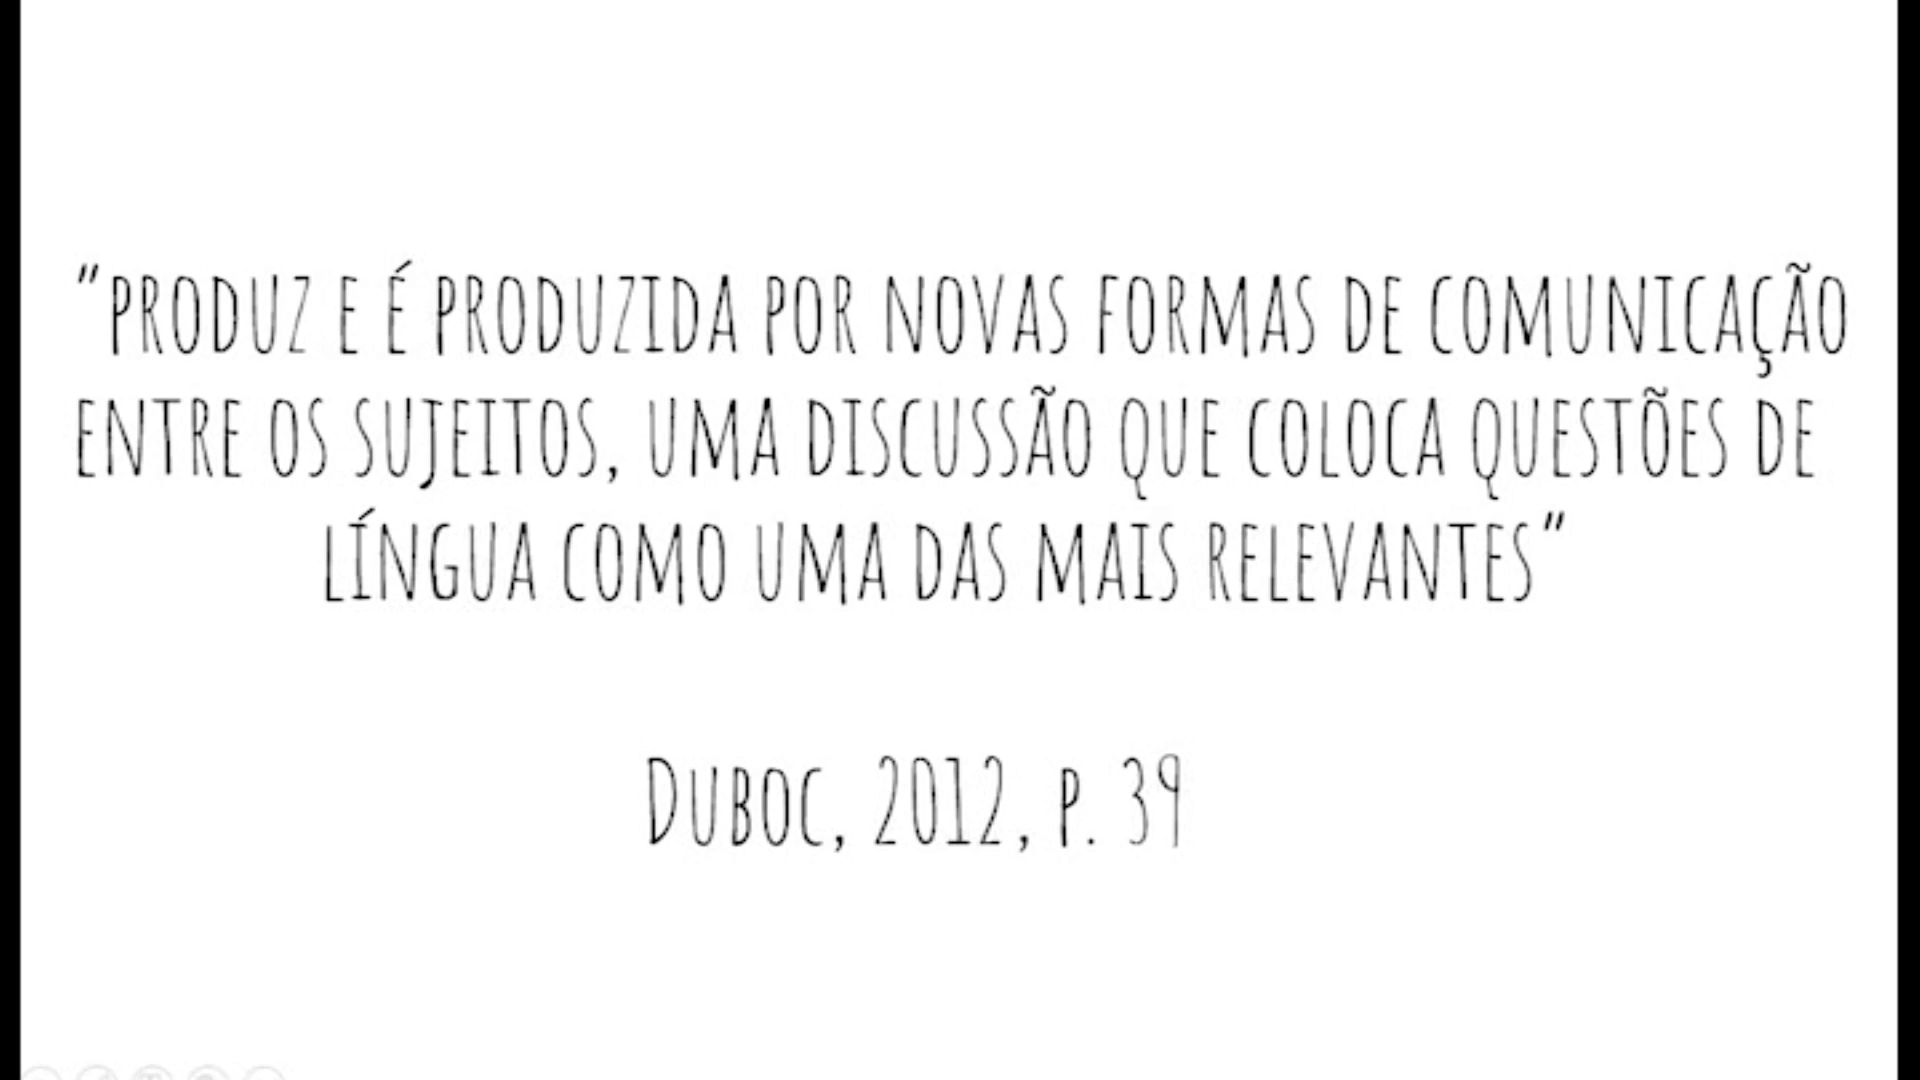 "PRODUZ E É PRODUZIDA POR NOVAS FORMAS DE COMUNICAÇÃO
ENTRE OS SUJEITOS, UMA DISCUSSÃO QUE COLOCA QUESTÕES DE
LÍNGUA COMO UMA DAS MAIS RELEVANTES"
DUBOC, 2012, P. 39